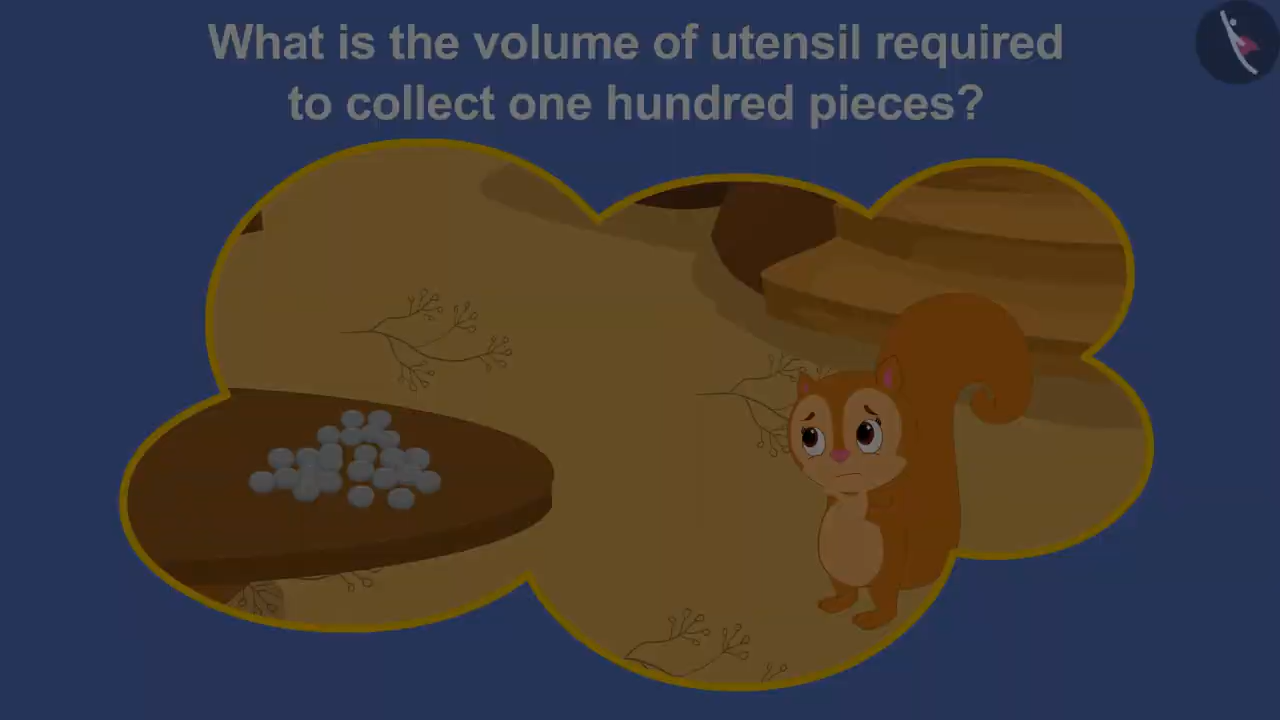 What is the volume of utensil required
to collect one hundred pieces?